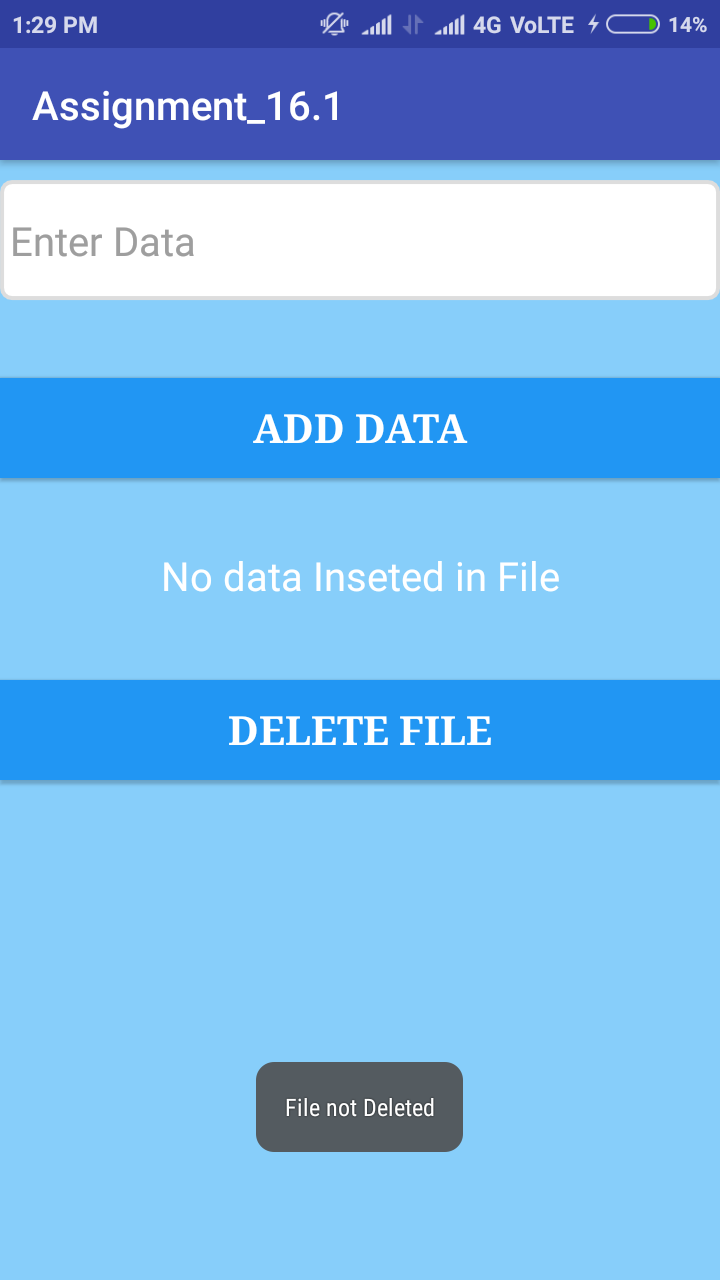 1:29 PM 4G VoLTE 14%
Assignment_16.1
Enter Data
ADD DATA
No data Inseted in File
DELETE FILE
File not Deleted